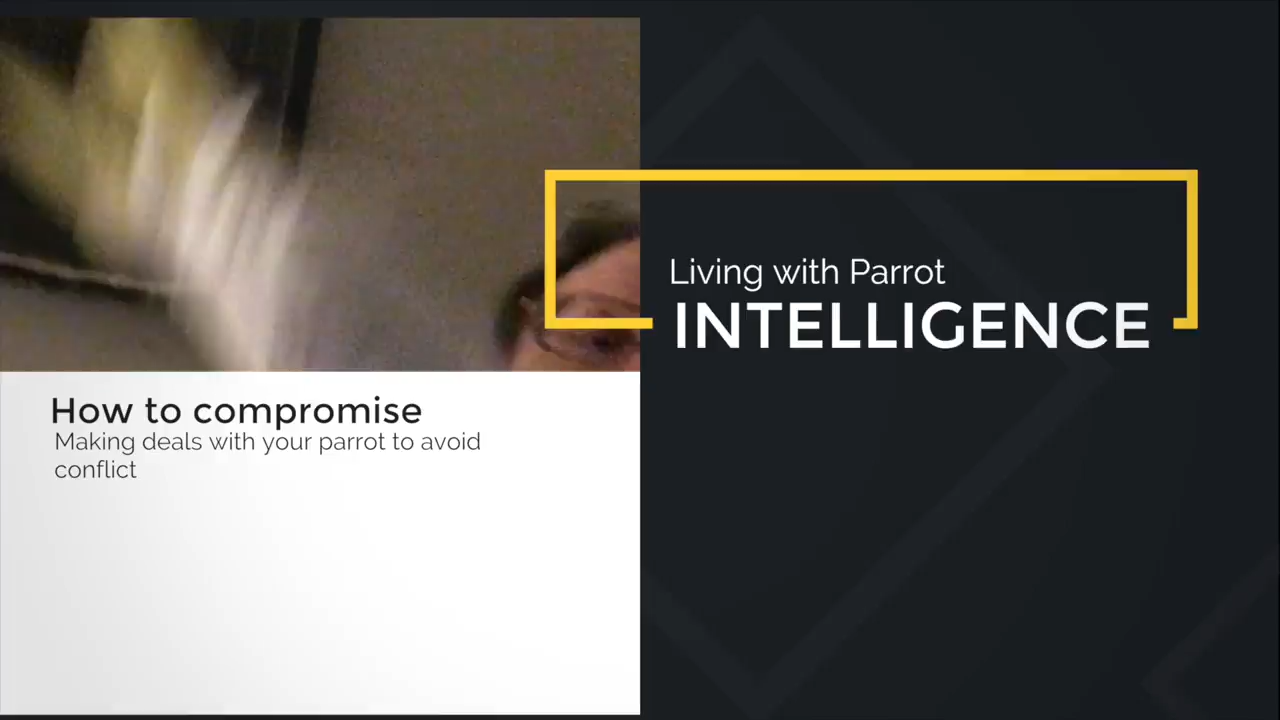 Living with Parrot
INTELLIGENCE
How to compromise
Making deals with your parrot to avoid
conflict